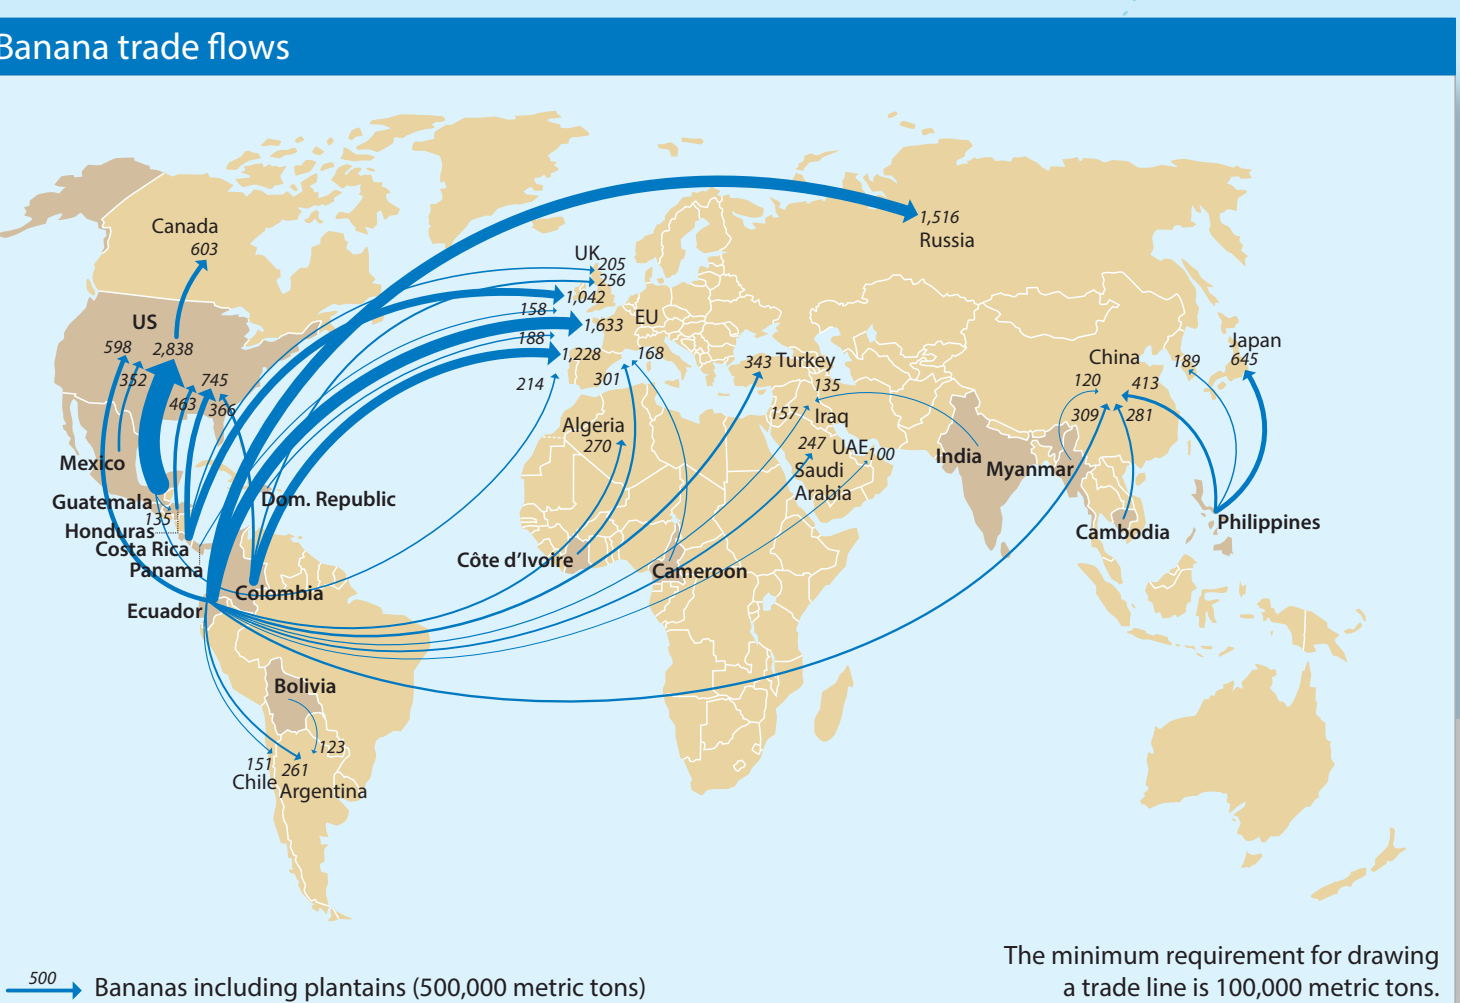 Banana trade flows
Canada
603
1,516
Russia
UK
205
256
1,042
158
EU
1,633
188
1,228
168
214
301
US
598
2,838
352
745
463
366
343 Turkey
135
157
Iraq
Algeria
270
247
UAE
100
Saudi
Arabia
China
189
Japan
645
120
413
309
281
India
Myanmar
Mexico
Guatemala
135
Honduras
Costa Rica
Panama
Ecuador
Dom. Republic
Colombia
Côte d'Ivoire
Cameroon
Cambodia
Philippines
Bolivia
123
151
261
Chile
Argentina
The minimum requirement for drawing
a trade line is 100,000 metric tons.
500
Bananas including plantains (500,000 metric tons)